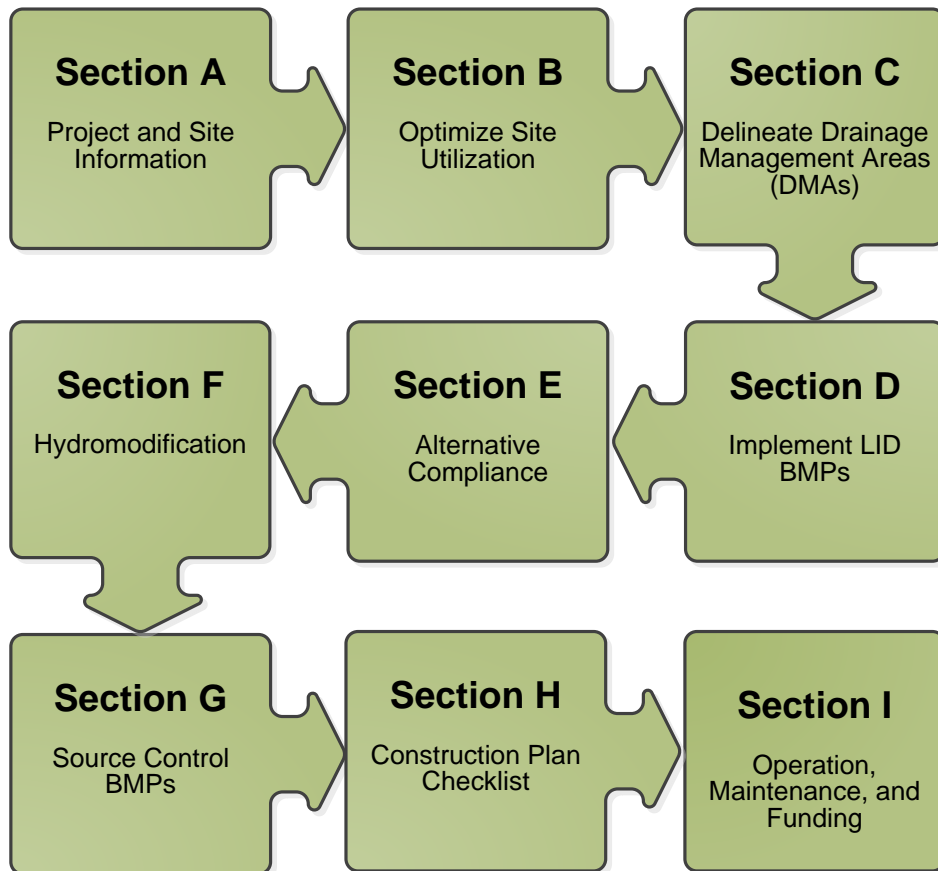 Section A
Project and Site
Information
Section B
Optimize Site
Utilization
Section C
Delineate Drainage
Management Areas
(DMAs)
Section D
Implement LID
BMPs
Section E
Alternative
Compliance
Section F
Hydromodification
Section G
Source Control
BMPs
Section H
Construction Plan
Checklist
Section I
Operation,
Maintenance, and
Funding